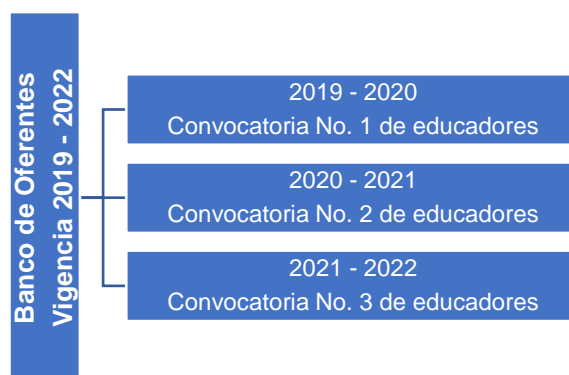 Banco de Oferentes
Vigencia 2019 - 2022
2019 - 2020
Convocatoria No. 1 de educadores
2020 - 2021
Convocatoria No. 2 de educadores
2021 - 2022
Convocatoria No. 3 de educadores